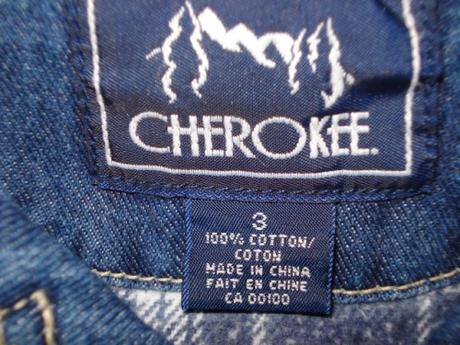 CHEROKEE.
3
100% COTTON/
COTON
MADE IN CHINA
FAIT EN CHINE
CA 00100